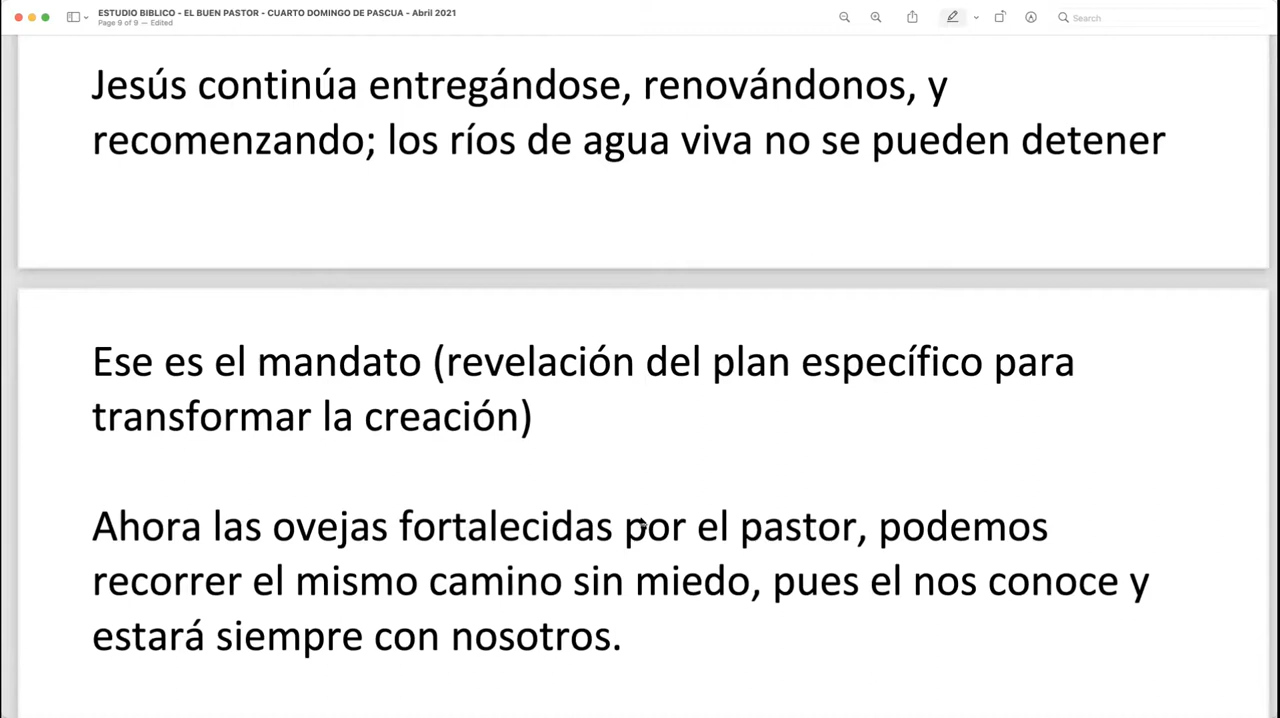 ESTUDIO BIBLICO - EL BUEN PASTOR - CUARTO DOMINGO DE PASCUA - Abril 2021
Page 9 of 9 — Edited
Search
Jesús continúa entregándose, renovándonos, y
recomenzando; los ríos de agua viva no se pueden detener
Ese es el mandato (revelación del plan específico para
transformar la creación)
Ahora las ovejas fortalecidas por el pastor, podemos
recorrer el mismo camino sin miedo, pues el nos conoce y
estará siempre con nosotros.